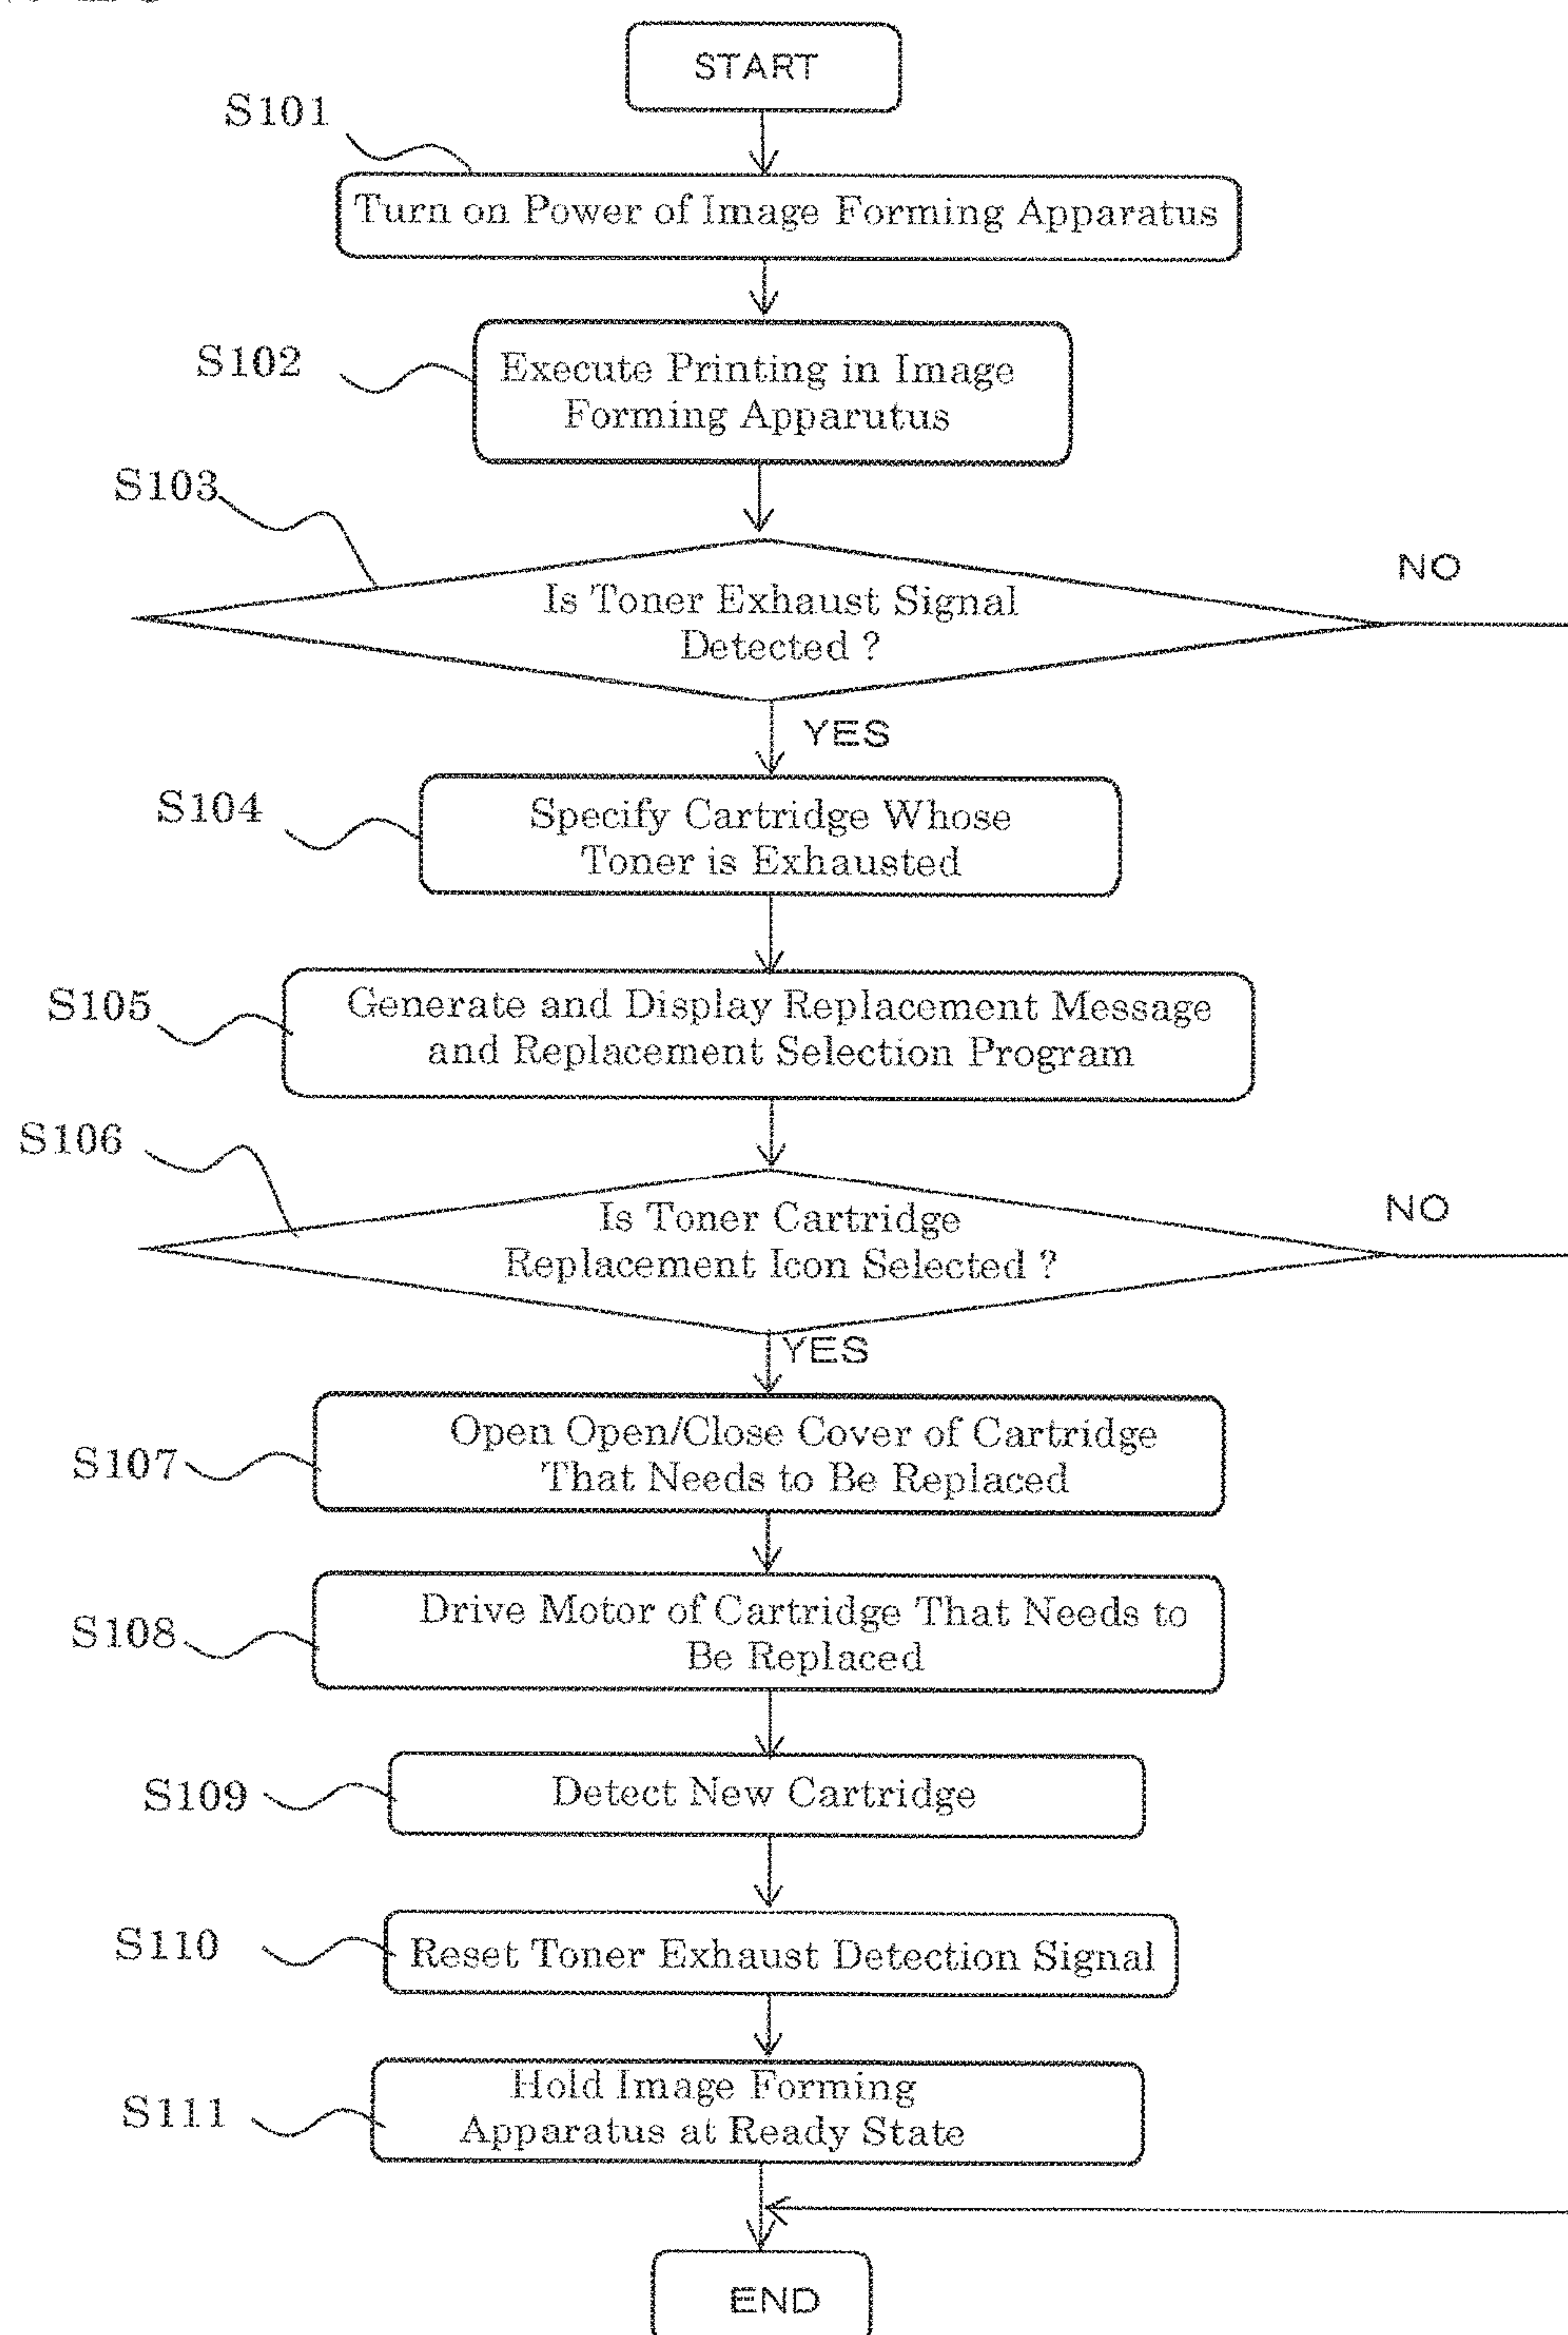 START
S101
Turn on Power of Image Forming Apparatus
S102
Execute Printing in Image
Forming Apparutus
S103
Is Toner Exhaust Signal
Detected ?
NO
YES
S104
Specify Cartridge Whose
Toner is Exhausted
S105
Generate and Display Replacement Message
and Replacement Selection Program
S106
Is Toner Cartridge
Replacement Icon Selected ?
NO
YES
S107
Open Open/Close Cover of Cartridge
That Needs to Be Replaced
S108
Drive Motor of Cartridge That Needs to
Be Replaced
S109
Detect New Cartridge
S110
Reset Toner Exhaust Detection Signal
S111
Hold Image Forming
Apparatus at Ready State
END